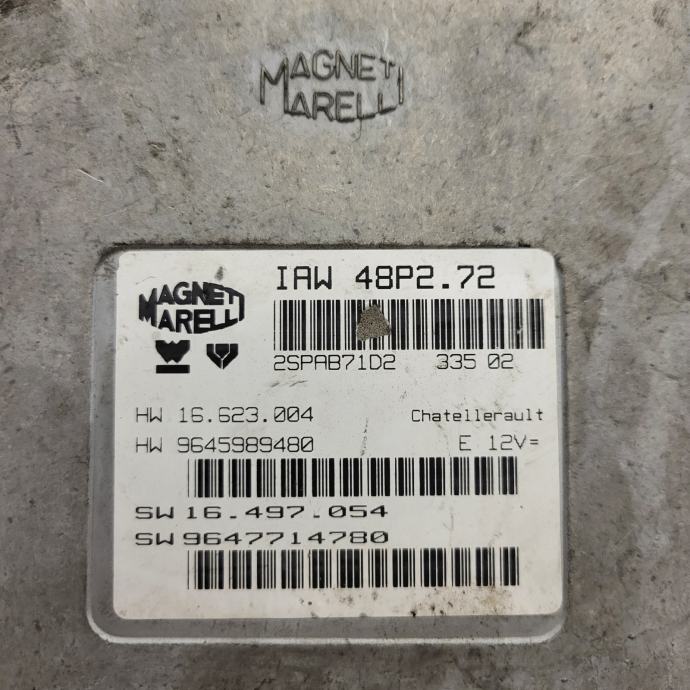 MAGNETI
MARELLI
MAGNETI
MARELLI
IAW 48P2.72
2SPAB71D2 335 02
HW 16.623.004 Chatellerault
HW 9645989480 E 12V=
SW 16.497.054
SW 9647714780